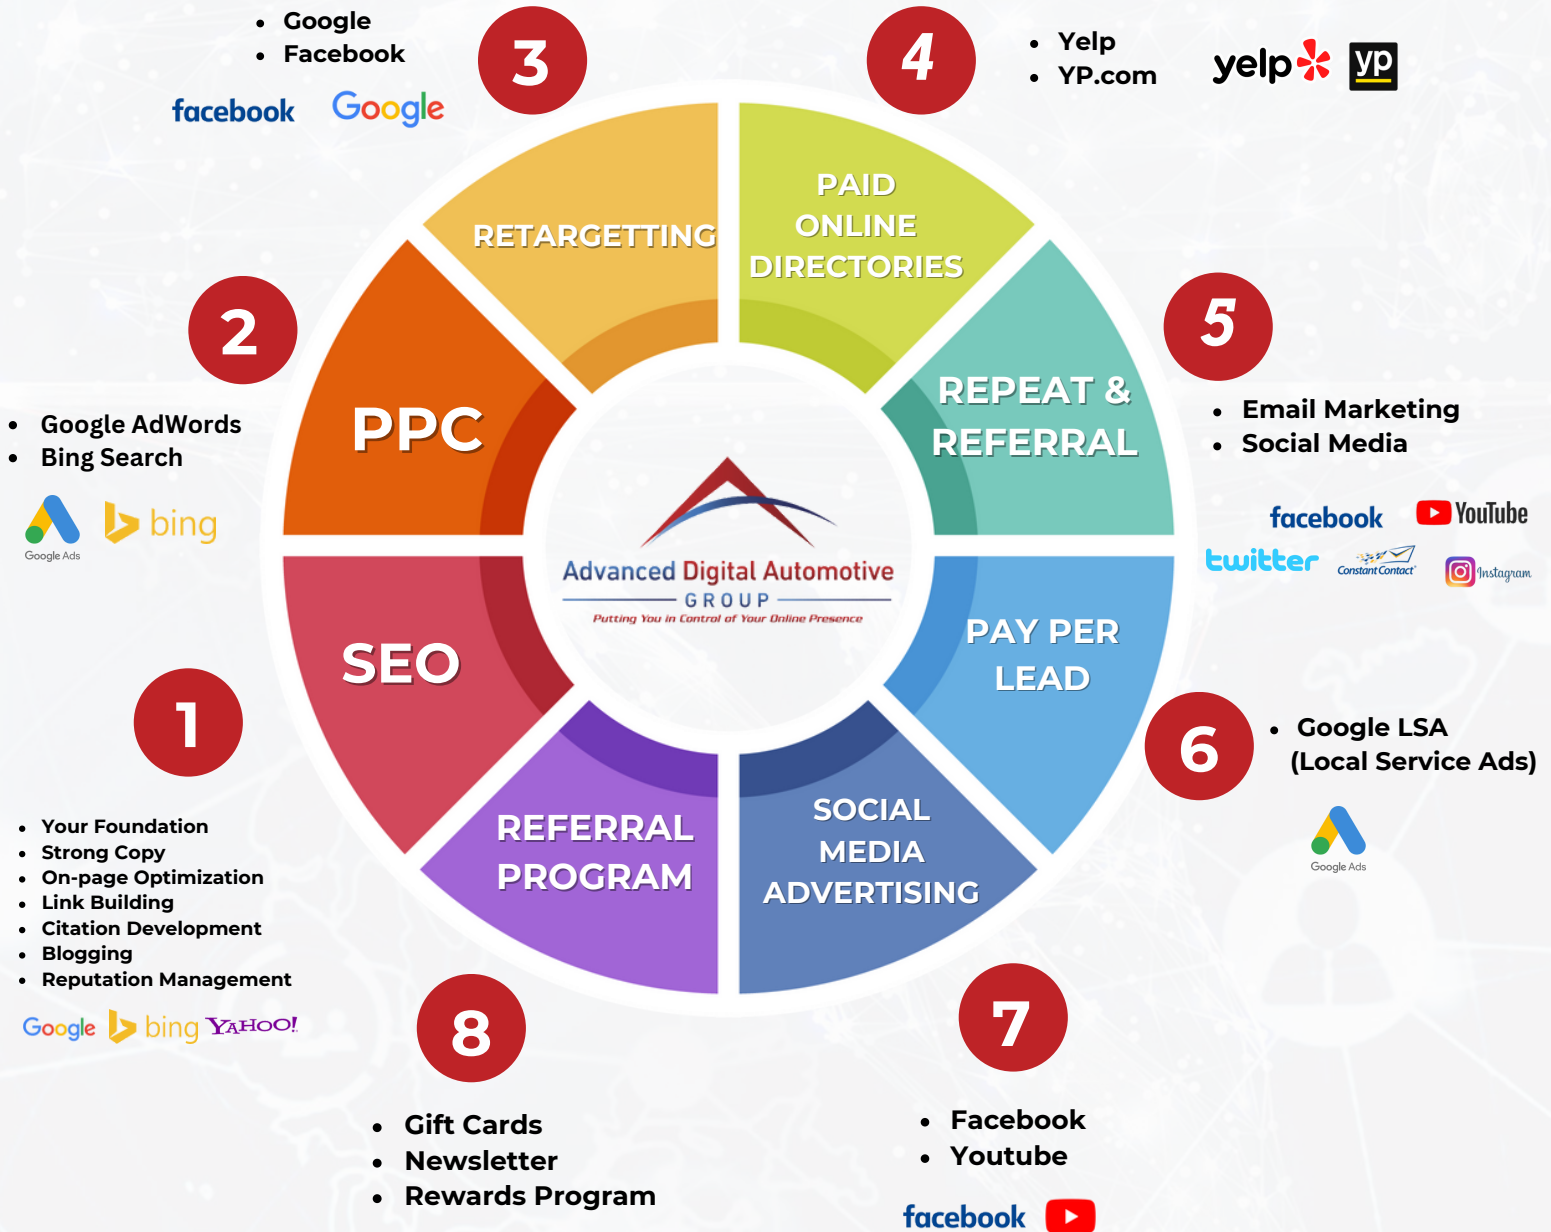 3
Google
Facebook
facebook
Google
4
Yelp
YP.com
yelp
yp
RETARGETTING
PAID
ONLINE
DIRECTORIES
2
PPC
Google AdWords
Bing Search
Google Ads
bing
5
REPEAT &
REFERRAL
Email Marketing
Social Media
facebook
YouTube
twitter
Constant Contact
Instagram
Advanced Digital Automotive
GROUP
Putting You in Control of Your Online Presence
SEO
PAY PER
LEAD
1
Your Foundation
Strong Copy
On-page Optimization
Link Building
Citation Development
Blogging
Reputation Management
Google
bing
YAHOO!
6
Google LSA
(Local Service Ads)
Google Ads
REFERRAL
PROGRAM
SOCIAL
MEDIA
ADVERTISING
8
Gift Cards
Newsletter
Rewards Program
7
Facebook
Youtube
facebook